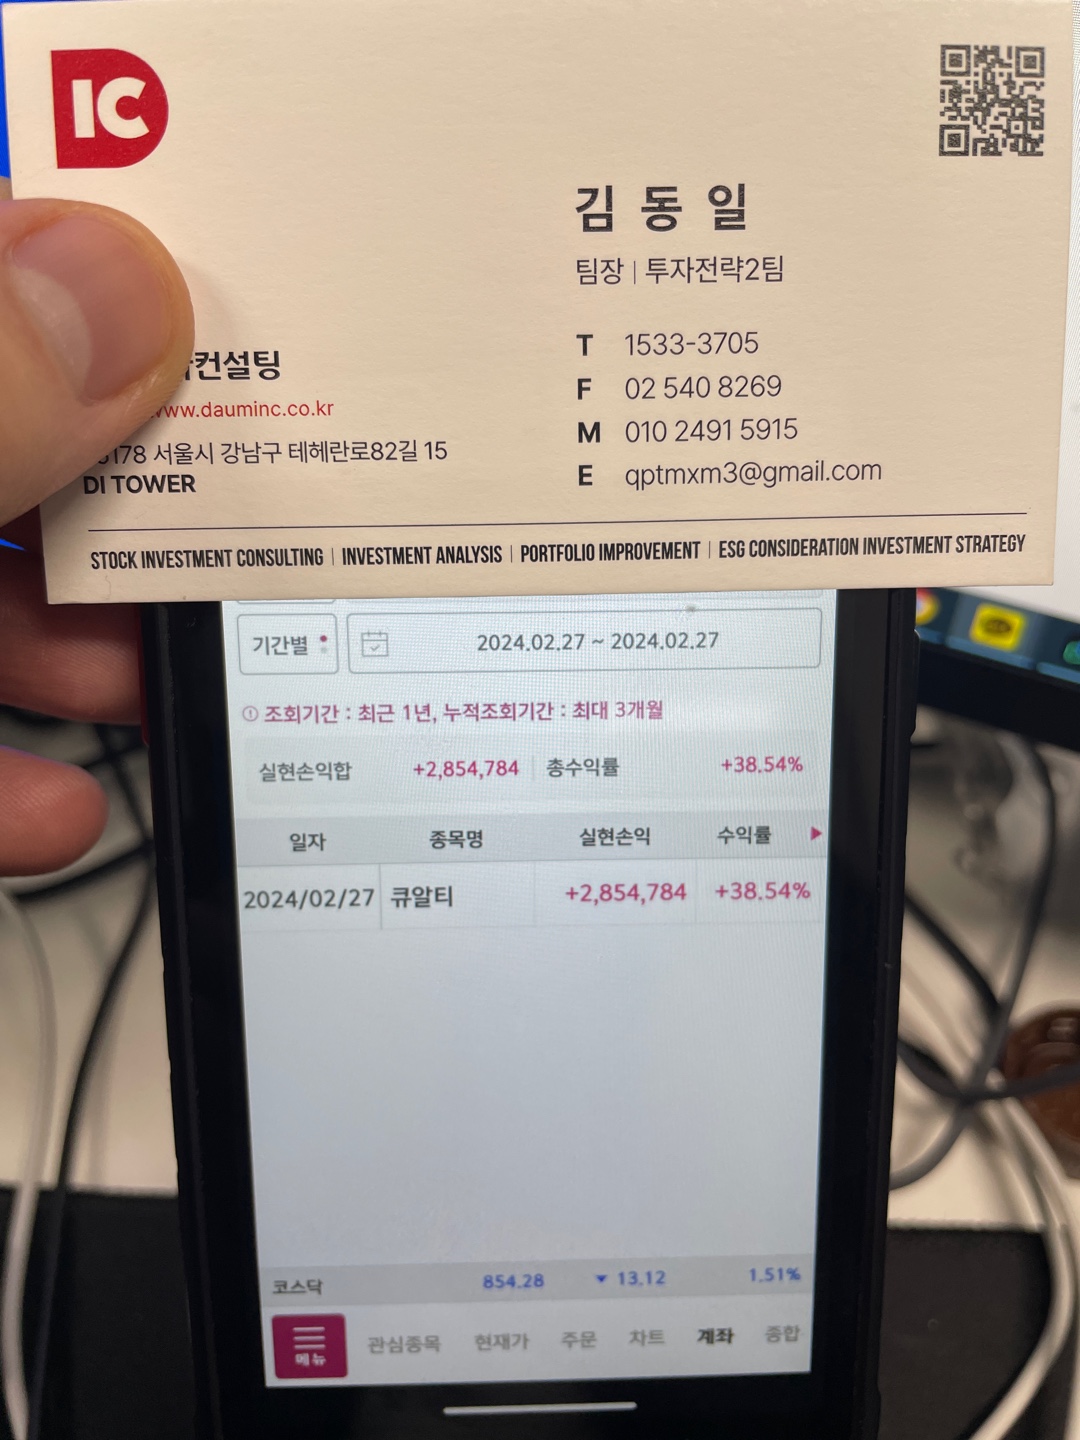 IC
김동일
팀장 | 투자전략2팀
T 1533-3705
F 02 540 8269
M 010 2491 5915
E qptmxm3@gmail.com
컨설팅
www.dauminc.co.kr
178 서울시 강남구 테헤란로82길 15
DI TOWER
STOCK INVESTMENT CONSULTING | INVESTMENT ANALYSIS | PORTFOLIO IMPROVEMENT | ESG CONSIDERATION INVESTMENT STRATEGY
기간별 2024.02.27 ~ 2024.02.27
조회기간 : 최근 1년, 누적조회기간 : 최대 3개월
실현손익합 +2,854,784 총수익률 +38.54%
일자 종목명 실현손익 수익률
2024/02/27 큐알티 +2,854,784 +38.54%
코스닥 854.28 ▼ 13.12 1.51%
메뉴 관심종목 현재가 주문 차트 계좌 종합